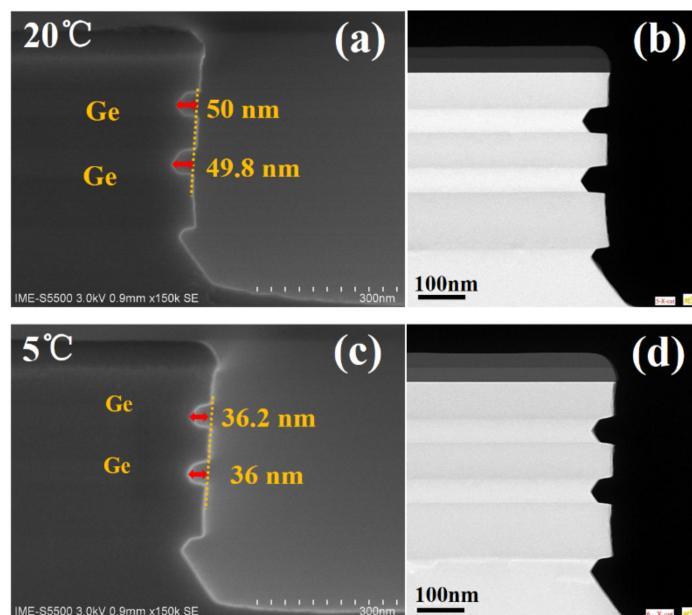 20℃
(a)
Ge
50 nm
Ge
49.8 nm
IME-S5500 3.0kV 0.9mm x150k SE
300nm
(b)
100nm
5℃
(c)
Ge
36.2 nm
Ge
36 nm
IME-S5500 3.0kV 0.9mm x150k SE
300nm
(d)
100nm